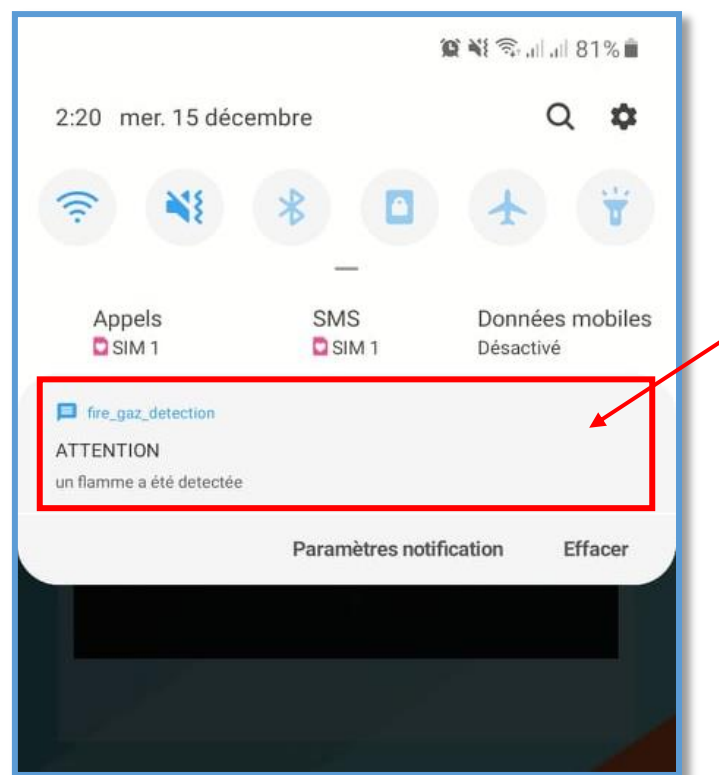 81%
2:20 mer. 15 décembre
Appels SMS Données mobiles
SIM 1 SIM 1 Désactivé
fire_gaz_detection
ATTENTION
un flamme a été detectée
Paramètres notification Effacer